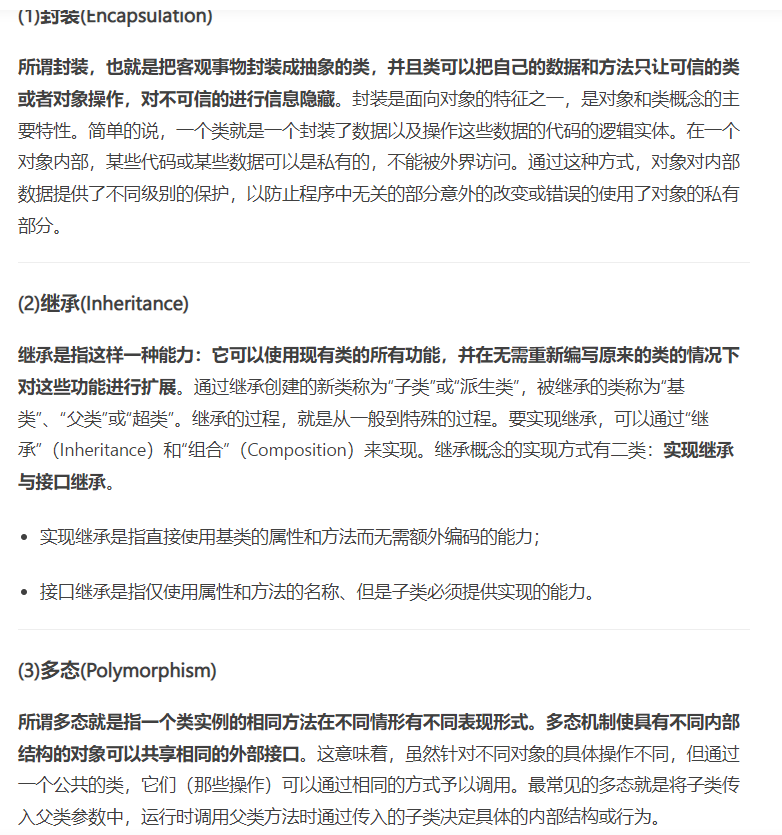 (1)封装(Encapsulation)
所谓封装，也就是把客观事物封装成抽象的类，并且类可以把自己的数据和方法只让可信的类
或者对象操作，对不可信的进行信息隐藏。封装是面向对象的特征之一，是对象和类概念的主
要特性。简单的说，一个类就是一个封装了数据以及操作这些数据的代码的逻辑实体。在一个
对象内部，某些代码或某些数据可以是私有的，不能被外界访问。通过这种方式，对象对内部
数据提供了不同级别的保护，以防止程序中无关的部分意外的改变或错误的使用了对象的私有
部分。
(2)继承(Inheritance)
继承是指这样一种能力：它可以使用现有类的所有功能，并在无需重新编写原来的类的情况下
对这些功能进行扩展。通过继承创建的新类称为“子类”或“派生类”，被继承的类称为“基
类”、“父类”或“超类”。继承的过程，就是从一般到特殊的过程。要实现继承，可以通过“继
承”（Inheritance）和“组合”（Composition）来实现。继承概念的实现方式有二类：实现继承
与接口继承。
• 实现继承是指直接使用基类的属性和方法而无需额外编码的能力；
• 接口继承是指仅使用属性和方法的名称、但是子类必须提供实现的能力。
(3)多态(Polymorphism)
所谓多态就是指一个类实例的相同方法在不同情形有不同表现形式。多态机制使具有不同内部
结构的对象可以共享相同的外部接口。这意味着，虽然针对不同对象的具体操作不同，但通过
一个公共的类，它们（那些操作）可以通过相同的方式予以调用。最常见的多态就是将子类传
入父类参数中，运行时调用父类方法时通过传入的子类决定具体的内部结构或行为。